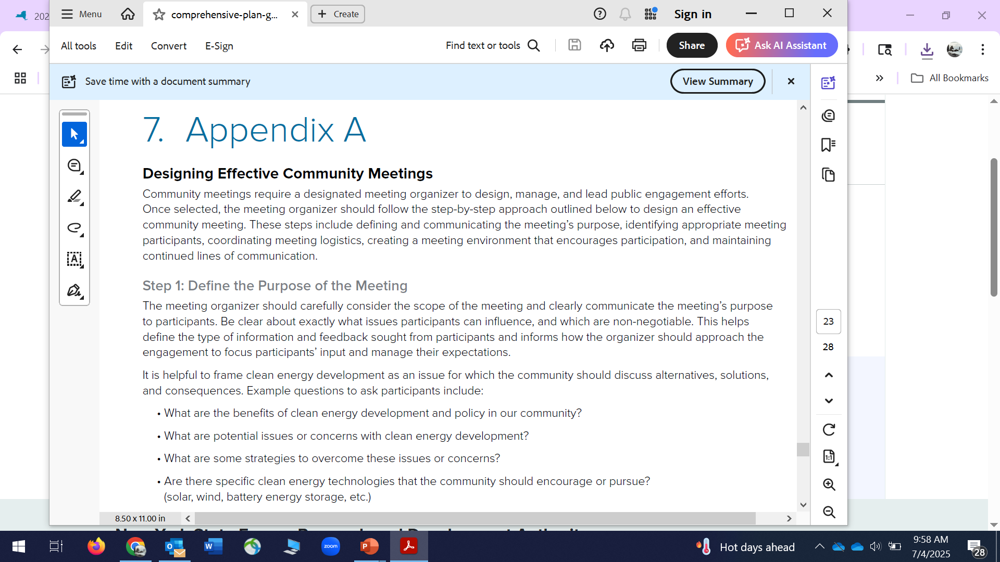 202
Menu
comprehensive-plan-g...
Create
Sign in
All tools
Edit
Convert
E-Sign
Find text or tools
Share
Ask AI Assistant
All Bookmarks
Save time with a document summary
View Summary
7. Appendix A
Designing Effective Community Meetings
Community meetings require a designated meeting organizer to design, manage, and lead public engagement efforts.
Once selected, the meeting organizer should follow the step-by-step approach outlined below to design an effective
community meeting. These steps include defining and communicating the meeting’s purpose, identifying appropriate meeting
participants, coordinating meeting logistics, creating a meeting environment that encourages participation, and maintaining
continued lines of communication.
Step 1: Define the Purpose of the Meeting
The meeting organizer should carefully consider the scope of the meeting and clearly communicate the meeting’s purpose
to participants. Be clear about exactly what issues participants can influence, and which are non-negotiable. This helps
define the type of information and feedback sought from participants and informs how the organizer should approach the
engagement to focus participants’ input and manage their expectations.
It is helpful to frame clean energy development as an issue for which the community should discuss alternatives, solutions,
and consequences. Example questions to ask participants include:
• What are the benefits of clean energy development and policy in our community?
• What are potential issues or concerns with clean energy development?
• What are some strategies to overcome these issues or concerns?
• Are there specific clean energy technologies that the community should encourage or pursue?
(solar, wind, battery energy storage, etc.)
23
28
1:1
8.50 x 11.00 in
zoom
Hot days ahead
9:58 AM
7/4/2025
28